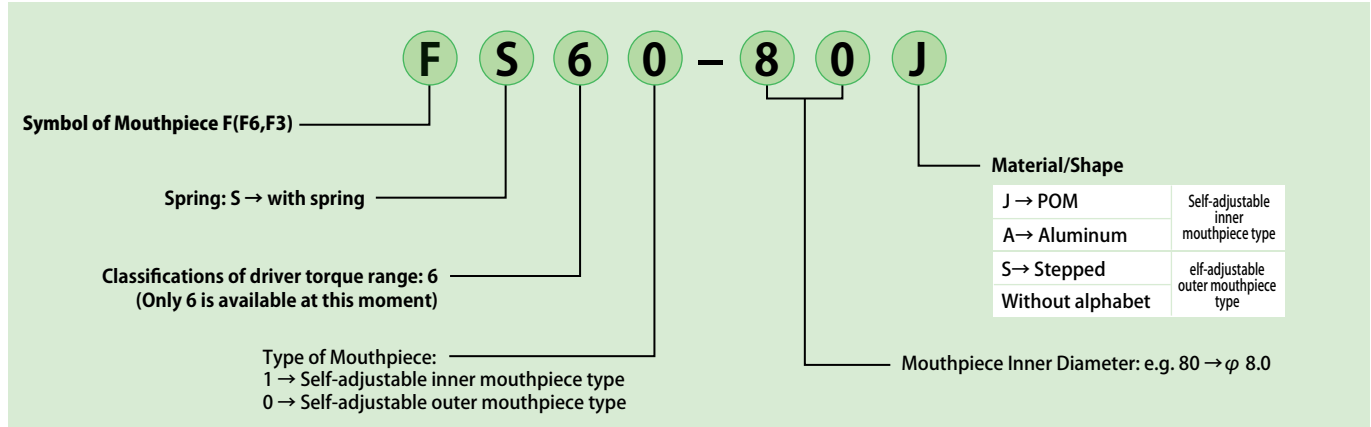 F S 6 0 – 8 0 J
Symbol of Mouthpiece F(F6,F3)
Spring: S → with spring
Classifications of driver torque range: 6
(Only 6 is available at this moment)
Type of Mouthpiece:
1 → Self-adjustable inner mouthpiece type
0 → Self-adjustable outer mouthpiece type
Material/Shape
J → POM
A→ Aluminum
Self-adjustable
inner
mouthpiece type
S→ Stepped
Without alphabet
elf-adjustable
outer mouthpiece
type
Mouthpiece Inner Diameter: e.g. 80 → φ 8.0